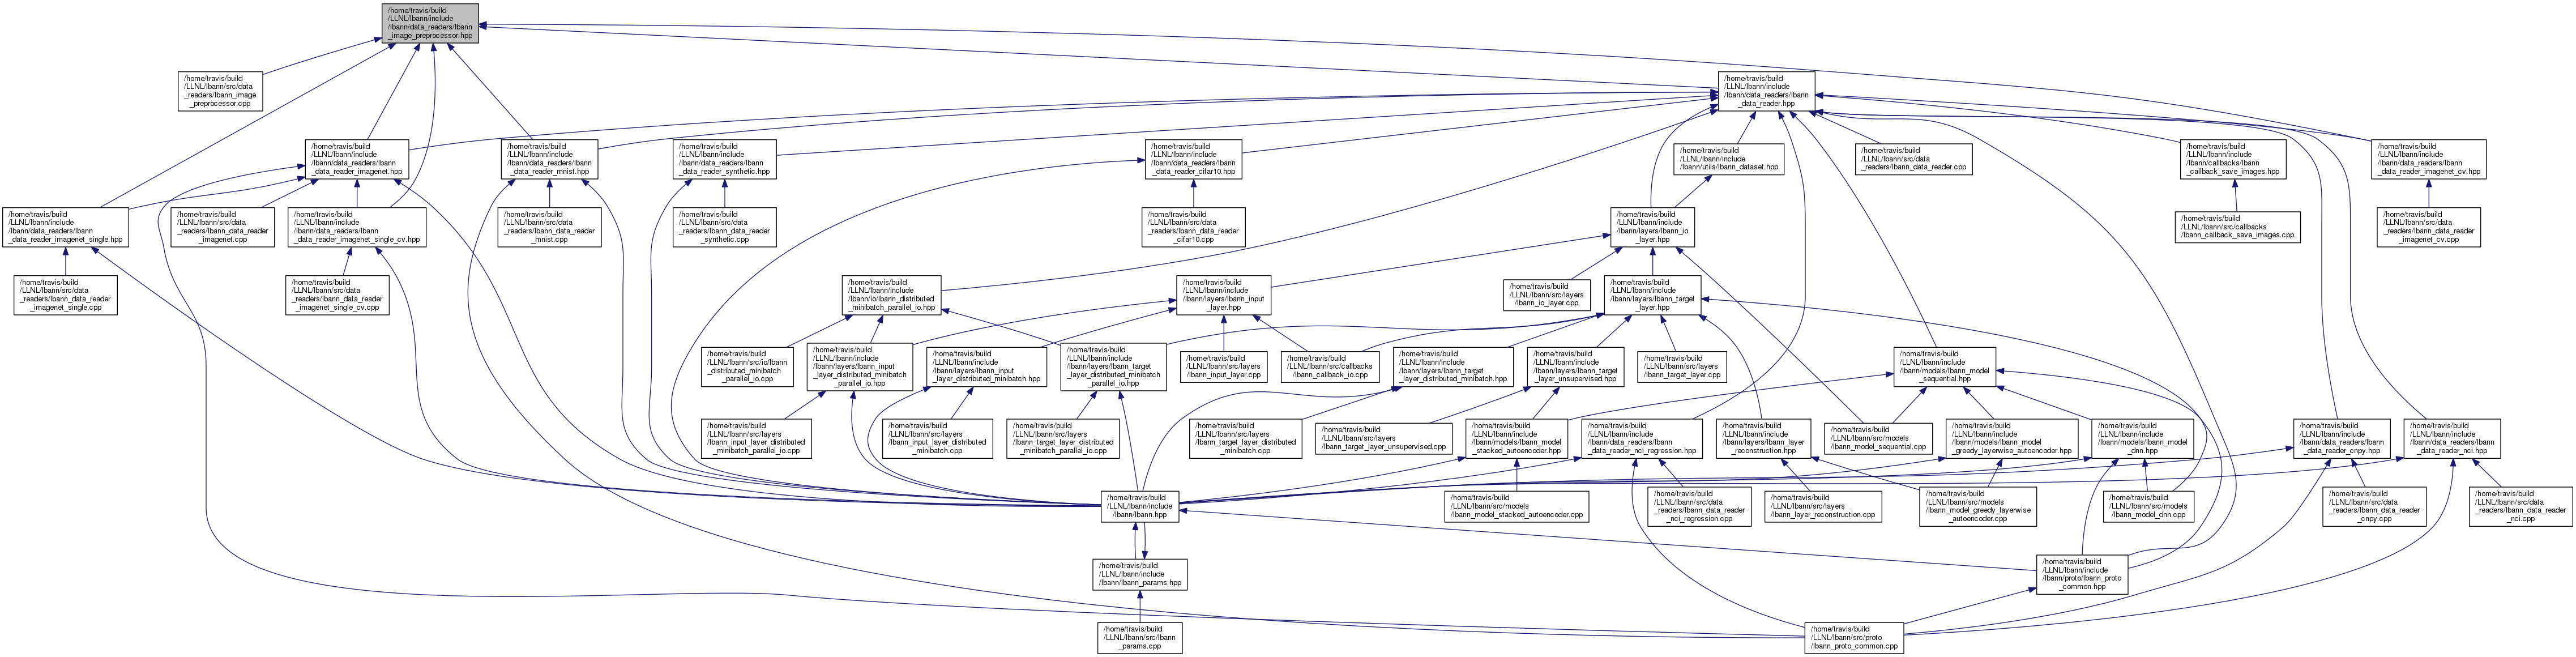 /home/travis/build
/LLNL/lbann/include
/lbann/data_readers/lbann
_image_preprocessor.hpp
/home/travis/build
/LLNL/lbann/src/data
_readers/lbann_image
_preprocessor.cpp
/home/travis/build
/LLNL/lbann/include
/lbann/data_readers/lbann
_data_reader.hpp
/home/travis/build
/LLNL/lbann/include
/lbann/data_readers/lbann
_data_reader_imagenet.hpp
/home/travis/build
/LLNL/lbann/include
/lbann/data_readers/lbann
_data_reader_mnist.hpp
/home/travis/build
/LLNL/lbann/include
/lbann/data_readers/lbann
_data_reader_synthetic.hpp
/home/travis/build
/LLNL/lbann/include
/lbann/data_readers/lbann
_data_reader_cifar10.hpp
/home/travis/build
/LLNL/lbann/include
/lbann/utils/lbann_dataset.hpp
/home/travis/build
/LLNL/lbann/src/data
_readers/lbann_data_reader.cpp
/home/travis/build
/LLNL/lbann/include
/lbann/callbacks/lbann
_callback_save_images.hpp
/home/travis/build
/LLNL/lbann/include
/lbann/data_readers/lbann
_data_reader_imagenet_cv.hpp
/home/travis/build
/LLNL/lbann/include
/lbann/data_readers/lbann
_data_reader_imagenet_single.hpp
/home/travis/build
/LLNL/lbann/src/data
_readers/lbann_data_reader
_imagenet.cpp
/home/travis/build
/LLNL/lbann/include
/lbann/data_readers/lbann
_data_reader_imagenet_single_cv.hpp
/home/travis/build
/LLNL/lbann/src/data
_readers/lbann_data_reader
_mnist.cpp
/home/travis/build
/LLNL/lbann/src/data
_readers/lbann_data_reader
_synthetic.cpp
/home/travis/build
/LLNL/lbann/src/data
_readers/lbann_data_reader
_cifar10.cpp
/home/travis/build
/LLNL/lbann/include
/lbann/layers/lbann_io
_layer.hpp
/home/travis/build
/LLNL/lbann/src/callbacks
/lbann_callback_save_images.cpp
/home/travis/build
/LLNL/lbann/src/data
_readers/lbann_data_reader
_imagenet_cv.cpp
/home/travis/build
/LLNL/lbann/src/data
_readers/lbann_data_reader
_imagenet_single.cpp
/home/travis/build
/LLNL/lbann/src/data
_readers/lbann_data_reader
_imagenet_single_cv.cpp
/home/travis/build
/LLNL/lbann/include
/lbann/io/lbann_distributed
_minibatch_parallel_io.hpp
/home/travis/build
/LLNL/lbann/include
/lbann/layers/lbann_input
_layer.hpp
/home/travis/build
/LLNL/lbann/src/layers
/lbann_io_layer.cpp
/home/travis/build
/LLNL/lbann/include
/lbann/layers/lbann_target
_layer.hpp
/home/travis/build
/LLNL/lbann/src/io/lbann
_distributed_minibatch
_parallel_io.cpp
/home/travis/build
/LLNL/lbann/include
/lbann/layers/lbann_input
_layer_distributed_minibatch
_parallel_io.hpp
/home/travis/build
/LLNL/lbann/include
/lbann/layers/lbann_input
_layer_distributed_minibatch.hpp
/home/travis/build
/LLNL/lbann/include
/lbann/layers/lbann_target
_layer_distributed_minibatch
_parallel_io.hpp
/home/travis/build
/LLNL/lbann/src/layers
/lbann_input_layer.cpp
/home/travis/build
/LLNL/lbann/src/callbacks
/lbann_callback_io.cpp
/home/travis/build
/LLNL/lbann/include
/lbann/layers/lbann_target
_layer_distributed_minibatch.hpp
/home/travis/build
/LLNL/lbann/include
/lbann/layers/lbann_target
_layer_unsupervised.hpp
/home/travis/build
/LLNL/lbann/src/layers
/lbann_target_layer.cpp
/home/travis/build
/LLNL/lbann/include
/lbann/models/lbann_model
_sequential.hpp
/home/travis/build
/LLNL/lbann/src/layers
/lbann_input_layer_distributed
_minibatch_parallel_io.cpp
/home/travis/build
/LLNL/lbann/src/layers
/lbann_input_layer_distributed
_minibatch.cpp
/home/travis/build
/LLNL/lbann/src/layers
/lbann_target_layer_distributed
_minibatch_parallel_io.cpp
/home/travis/build
/LLNL/lbann/src/layers
/lbann_target_layer_distributed
_minibatch.cpp
/home/travis/build
/LLNL/lbann/src/layers
/lbann_target_layer_unsupervised.cpp
/home/travis/build
/LLNL/lbann/include
/lbann/models/lbann_model
_stacked_autoencoder.hpp
/home/travis/build
/LLNL/lbann/include
/lbann/data_readers/lbann
_data_reader_nci_regression.hpp
/home/travis/build
/LLNL/lbann/include
/lbann/layers/lbann_layer
_reconstruction.hpp
/home/travis/build
/LLNL/lbann/src/models
/lbann_model_sequential.cpp
/home/travis/build
/LLNL/lbann/include
/lbann/models/lbann_model
_greedy_layerwise_autoencoder.hpp
/home/travis/build
/LLNL/lbann/include
/lbann/models/lbann_model
_dnn.hpp
/home/travis/build
/LLNL/lbann/include
/lbann/data_readers/lbann
_data_reader_cnpy.hpp
/home/travis/build
/LLNL/lbann/include
/lbann/data_readers/lbann
_data_reader_nci.hpp
/home/travis/build
/LLNL/lbann/include
/lbann/lbann.hpp
/home/travis/build
/LLNL/lbann/src/models
/lbann_model_stacked_autoencoder.cpp
/home/travis/build
/LLNL/lbann/src/data
_readers/lbann_data_reader
_nci_regression.cpp
/home/travis/build
/LLNL/lbann/src/layers
/lbann_layer_reconstruction.cpp
/home/travis/build
/LLNL/lbann/src/models
/lbann_model_greedy_layerwise
_autoencoder.cpp
/home/travis/build
/LLNL/lbann/src/models
/lbann_model_dnn.cpp
/home/travis/build
/LLNL/lbann/src/data
_readers/lbann_data_reader
_cnpy.cpp
/home/travis/build
/LLNL/lbann/src/data
_readers/lbann_data_reader
_nci.cpp
/home/travis/build
/LLNL/lbann/include
/lbann/lbann_params.hpp
/home/travis/build
/LLNL/lbann/include
/lbann/proto/lbann_proto
_common.hpp
/home/travis/build
/LLNL/lbann/src/lbann
_params.cpp
/home/travis/build
/LLNL/lbann/src/proto
/lbann_proto_common.cpp